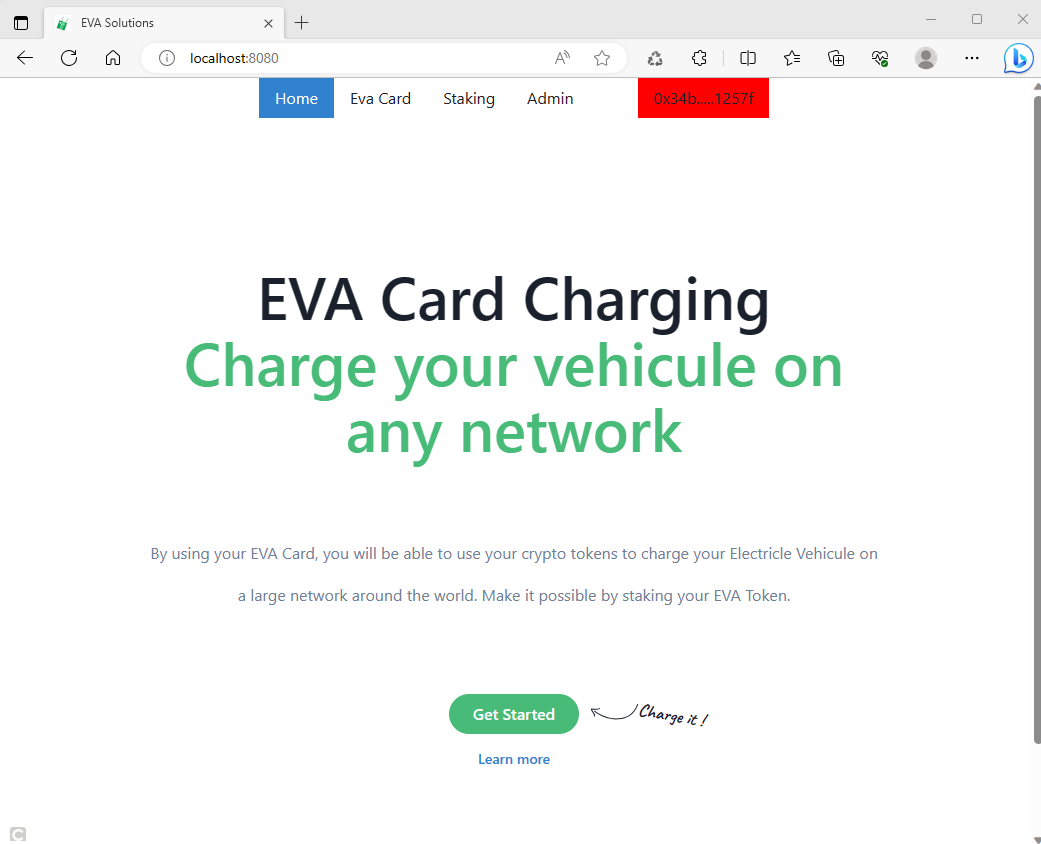 EVA Solutions
localhost:8080
Home Eva Card Staking Admin 0x34b.....1257f
EVA Card Charging
Charge your vehicule on
any network
By using your EVA Card, you will be able to use your crypto tokens to charge your Electricle Vehicule on
a large network around the world. Make it possible by staking your EVA Token.
Get Started
Charge it !
Learn more